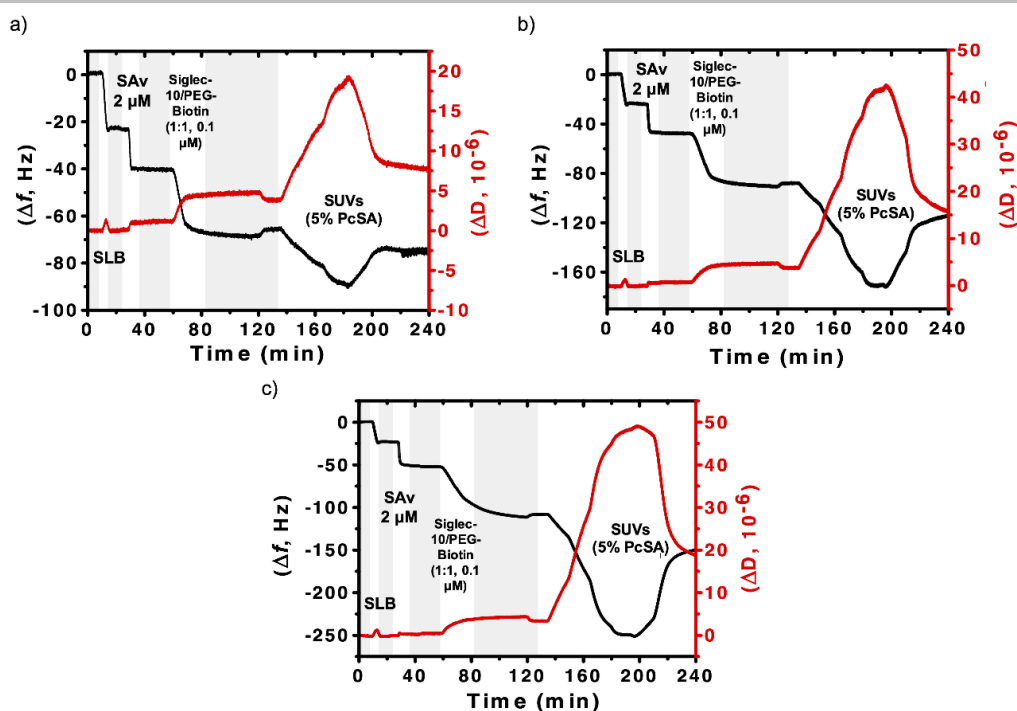 a)
0
-20
-40
-60
-80
-100
(Δf, Hz)
SAv
2 µM
Siglec-
10/PEG-
Biotin
(1:1, 0.1
µM)
SUVs
(5% PcSA)
SLB
20
15
10
5
0
-5
-10
(ΔD, 10-6)
0 40 80 120 160 200 240
Time (min)
b)
0
-40
-80
-120
-160
(Δf, Hz)
SAv
2 µM
Siglec-
10/PEG-
Biotin
(1:1, 0.1
µM)
SUVs
(5% PcSA)
SLB
50
40
30
20
10
0
(ΔD, 10-6)
0 40 80 120 160 200 240
Time (min)
c)
0
-50
-100
-150
-200
-250
(Δf, Hz)
SAv
2 µM
Siglec-
10/PEG-
Biotin
(1:1, 0.1
µM)
SUVs
(5% PcSA)
SLB
50
40
30
20
10
0
(ΔD, 10-6)
0 40 80 120 160 200 240
Time (min)